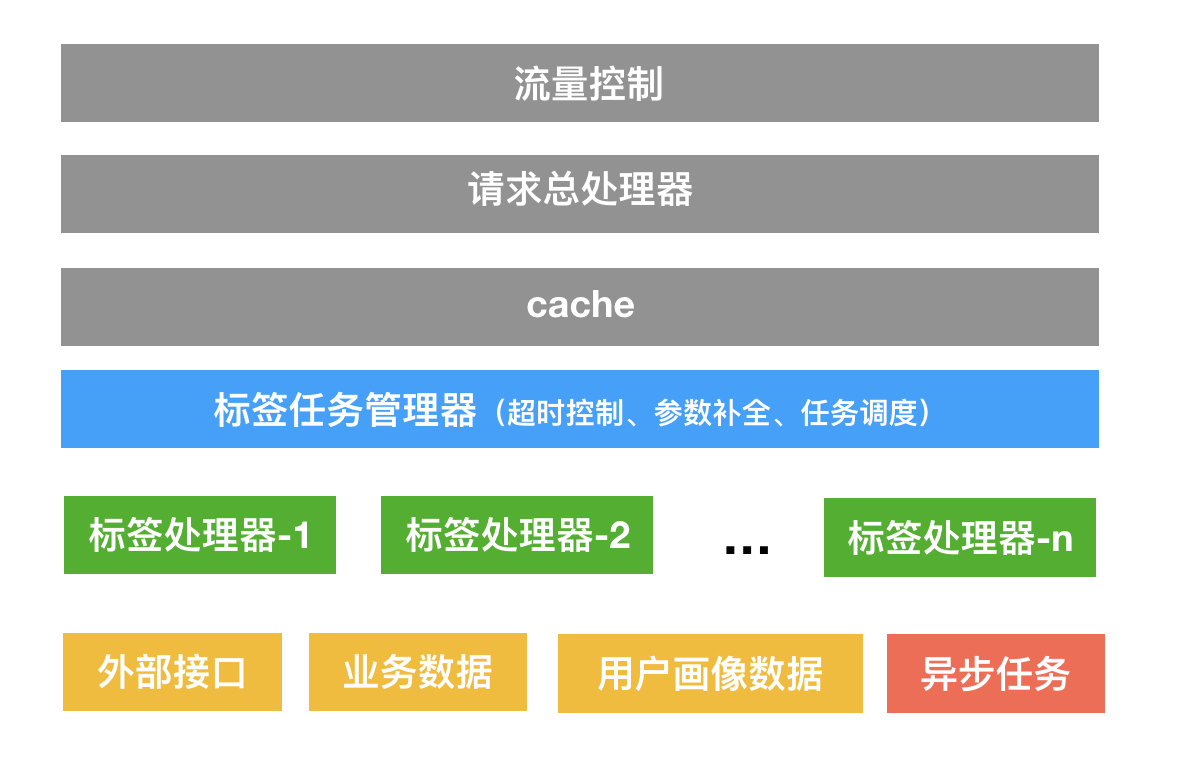 流量控制
请求总处理器
cache
标签任务管理器（超时控制、参数补全、任务调度）
标签处理器-1 标签处理器-2 ... 标签处理器-n
外部接口 业务数据 用户画像数据 异步任务